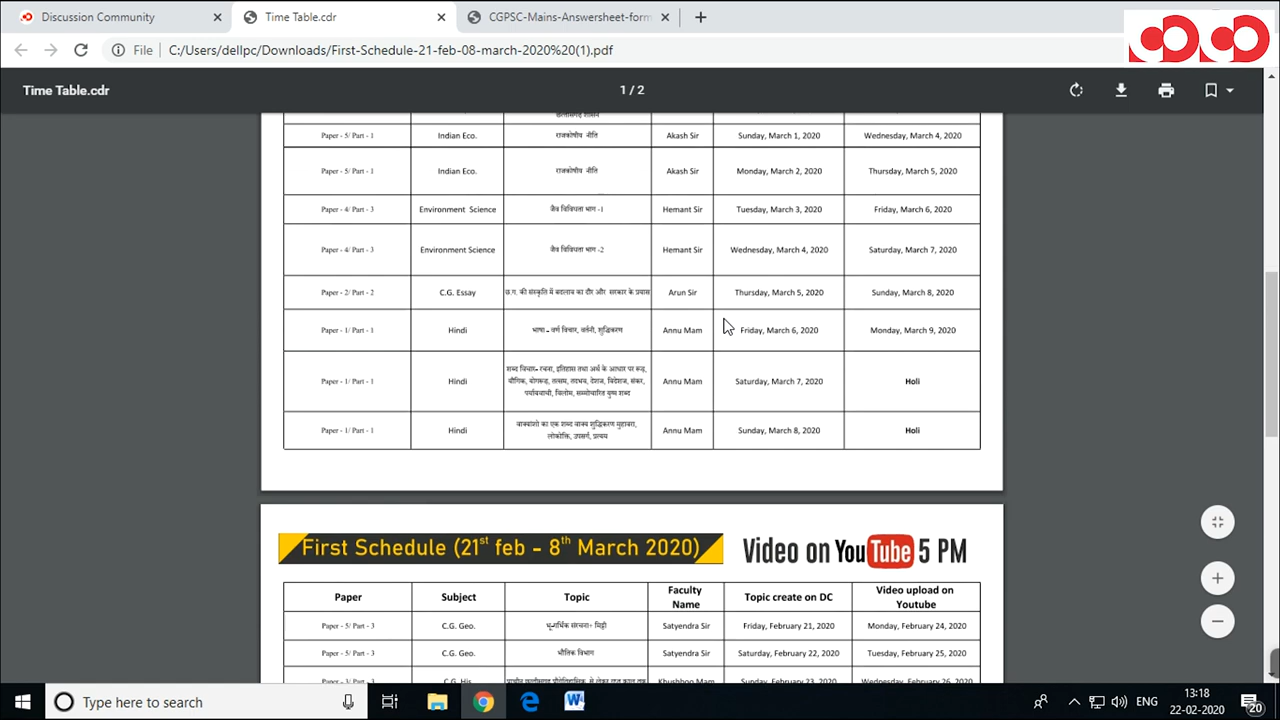 Discussion Community
Time Table.cdr
CGPSC-Mains-Answersheet-form
File C:/Users/dellpc/Downloads/First-Schedule-21-feb-08-march-2020%20(1).pdf
Time Table.cdr
1 / 2
छत्तीसगढ़ शासन
Paper - 5/ Part - 1 Indian Eco. राजकोषीय नीति Akash Sir Sunday, March 1, 2020 Wednesday, March 4, 2020
Paper - 5/ Part - 1 Indian Eco. राजकोषीय नीति Akash Sir Monday, March 2, 2020 Thursday, March 5, 2020
Paper - 4/ Part - 3 Environment Science जैव विविधता भाग -1 Hemant Sir Tuesday, March 3, 2020 Friday, March 6, 2020
Paper - 4/ Part - 3 Environment Science जैव विविधता भाग -2 Hemant Sir Wednesday, March 4, 2020 Saturday, March 7, 2020
Paper - 2/ Part - 2 C.G. Essay छ.ग. की संस्कृति में बदलाव का दौर और सरकार के प्रयास Arun Sir Thursday, March 5, 2020 Sunday, March 8, 2020
Paper - 1/ Part - 1 Hindi भाषा - वर्ण विचार, वर्तनी, शुद्धिकरण Annu Mam Friday, March 6, 2020 Monday, March 9, 2020
शब्द विचार- रचना, इतिहास तथा अर्थ के आधार पर रूढ़,
Paper - 1/ Part - 1 Hindi यौगिक, योगरूढ़, तत्सम, तदभव, देशज, विदेशज, संकर, Annu Mam Saturday, March 7, 2020 Holi
पर्यायवाची, विलोम, समोच्चारित युग्म शब्द
वाक्यांशो का एक शब्द वाक्य शुद्धिकरण मुहावरा,
Paper - 1/ Part - 1 Hindi लोकोक्ति, उपसर्ग, प्रत्यय Annu Mam Sunday, March 8, 2020 Holi
First Schedule (21st feb - 8th March 2020) Video on YouTube 5 PM
Paper Subject Topic Faculty Name Topic create on DC Video upload on Youtube
Paper - 5/ Part - 3 C.G. Geo. भू-गर्भिक संरचना+ मिट्टी Satyendra Sir Friday, February 21, 2020 Monday, February 24, 2020
Paper - 5/ Part - 3 C.G. Geo. भौतिक विभाग Satyendra Sir Saturday, February 22, 2020 Tuesday, February 25, 2020
Paper - 3/ Part - C.G. His. Khushboo Mam Sunday, February 23, 2020 Wednesday, February 26, 2020
Type here to search
ENG
13:18
22-02-2020
20